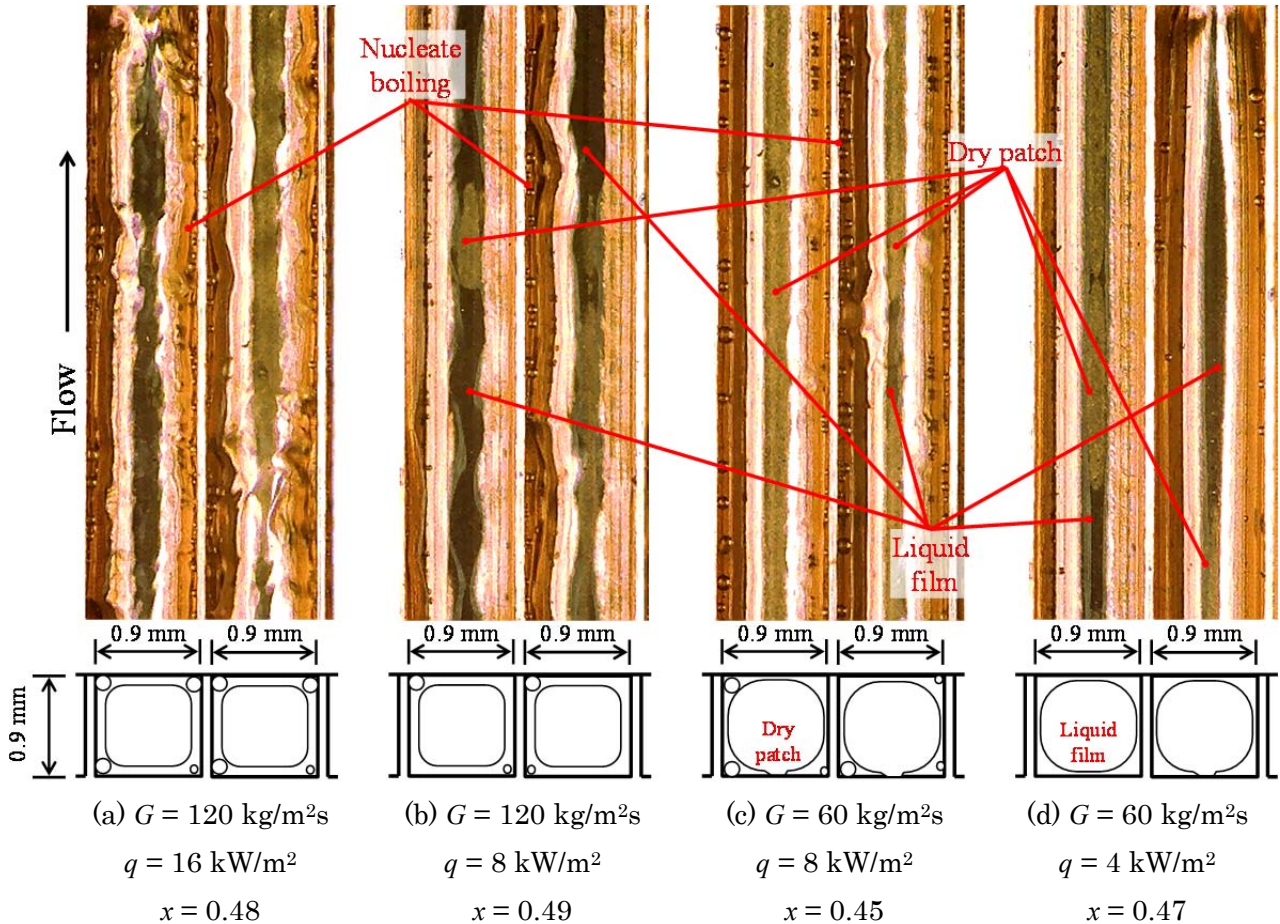 Nucleate
boiling
Dry patch
Flow
Liquid
film
0.9 mm
0.9 mm
0.9 mm
0.9 mm
0.9 mm
0.9 mm
0.9 mm
0.9 mm
0.9 mm
Dry
patch
Liquid
film
(a) G = 120 kg/m²s
q = 16 kW/m²
x = 0.48
(b) G = 120 kg/m²s
q = 8 kW/m²
x = 0.49
(c) G = 60 kg/m²s
q = 8 kW/m²
x = 0.45
(d) G = 60 kg/m²s
q = 4 kW/m²
x = 0.47